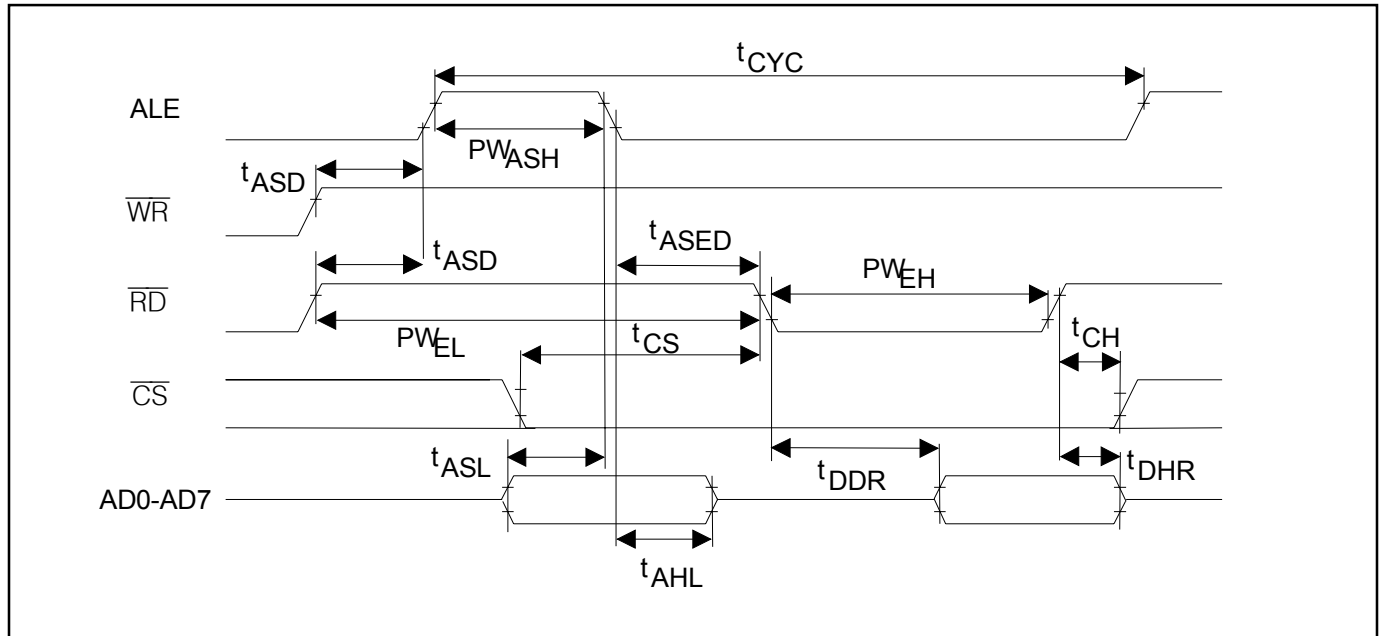 tCYC
ALE
PWASH
tASD
WR
tASED
tASD
PWEH
RD
PWEL
tCS
tCH
CS
tASL
tDDR
tDHR
AD0-AD7
tAHL